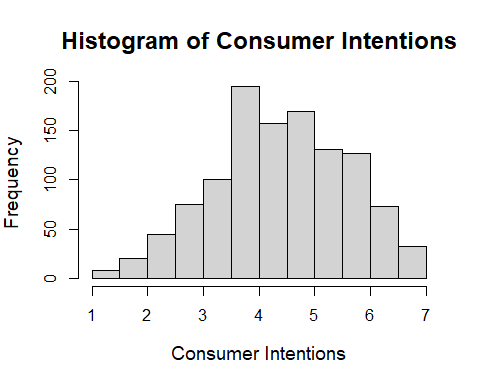 Histogram of Consumer Intentions
Frequency
200
150
100
50
0
1 2 3 4 5 6 7
Consumer Intentions